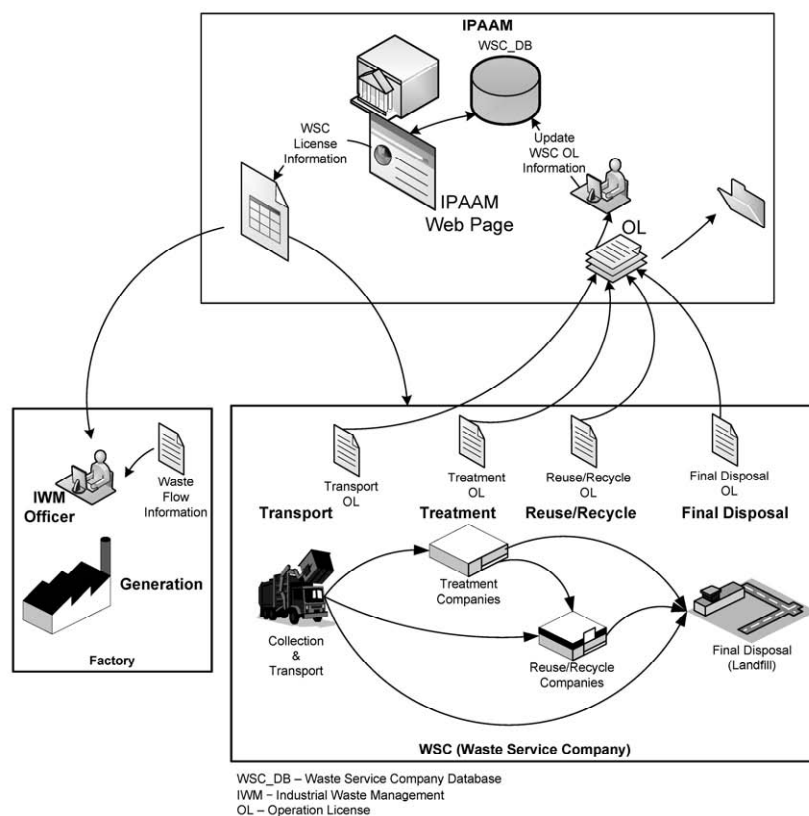 IPAAM
WSC_DB
WSC
License
Information
Update
WSC OL
Information
IPAAM
Web Page
OL
IWM
Officer
Waste
Flow
Information
Generation
Factory
Transport
OL
Treatment
OL
Reuse/Recycle
OL
Final Disposal
OL
Transport
Treatment
Reuse/Recycle
Final Disposal
Treatment
Companies
Collection
&
Transport
Reuse/Recycle
Companies
Final Disposal
(Landfill)
WSC (Waste Service Company)
WSC_DB – Waste Service Company Database
IWM – Industrial Waste Management
OL – Operation License